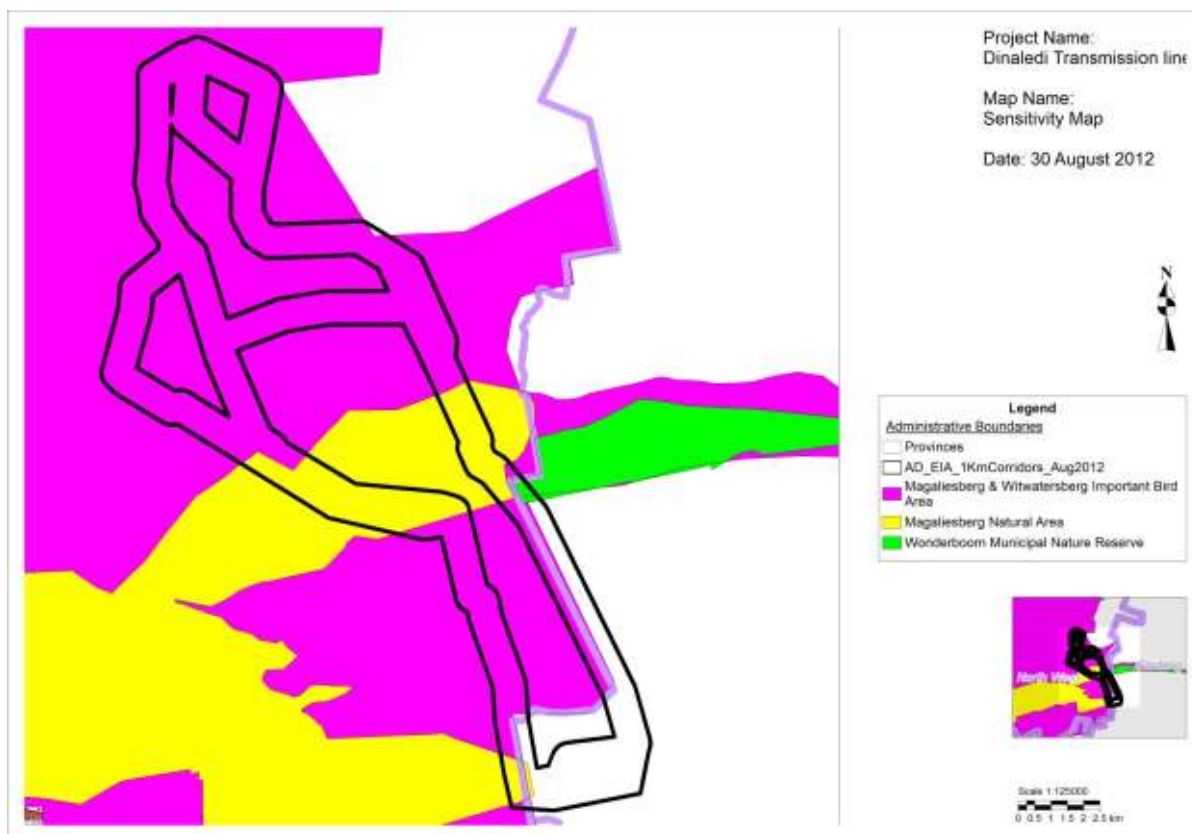 Project Name:
Dinaledi Transmission line
Map Name:
Sensitivity Map
Date: 30 August 2012
N
Legend
Administrative Boundaries
Provinces
AD_EIA_1KmCorridors_Aug2012
Magaliesberg & Witwatersberg Important Bird
Area
Magaliesberg Natural Area
Wonderboom Municipal Nature Reserve
North Wes
Scale 1:125000
0 0.5 1 1.5 2 2.5 km